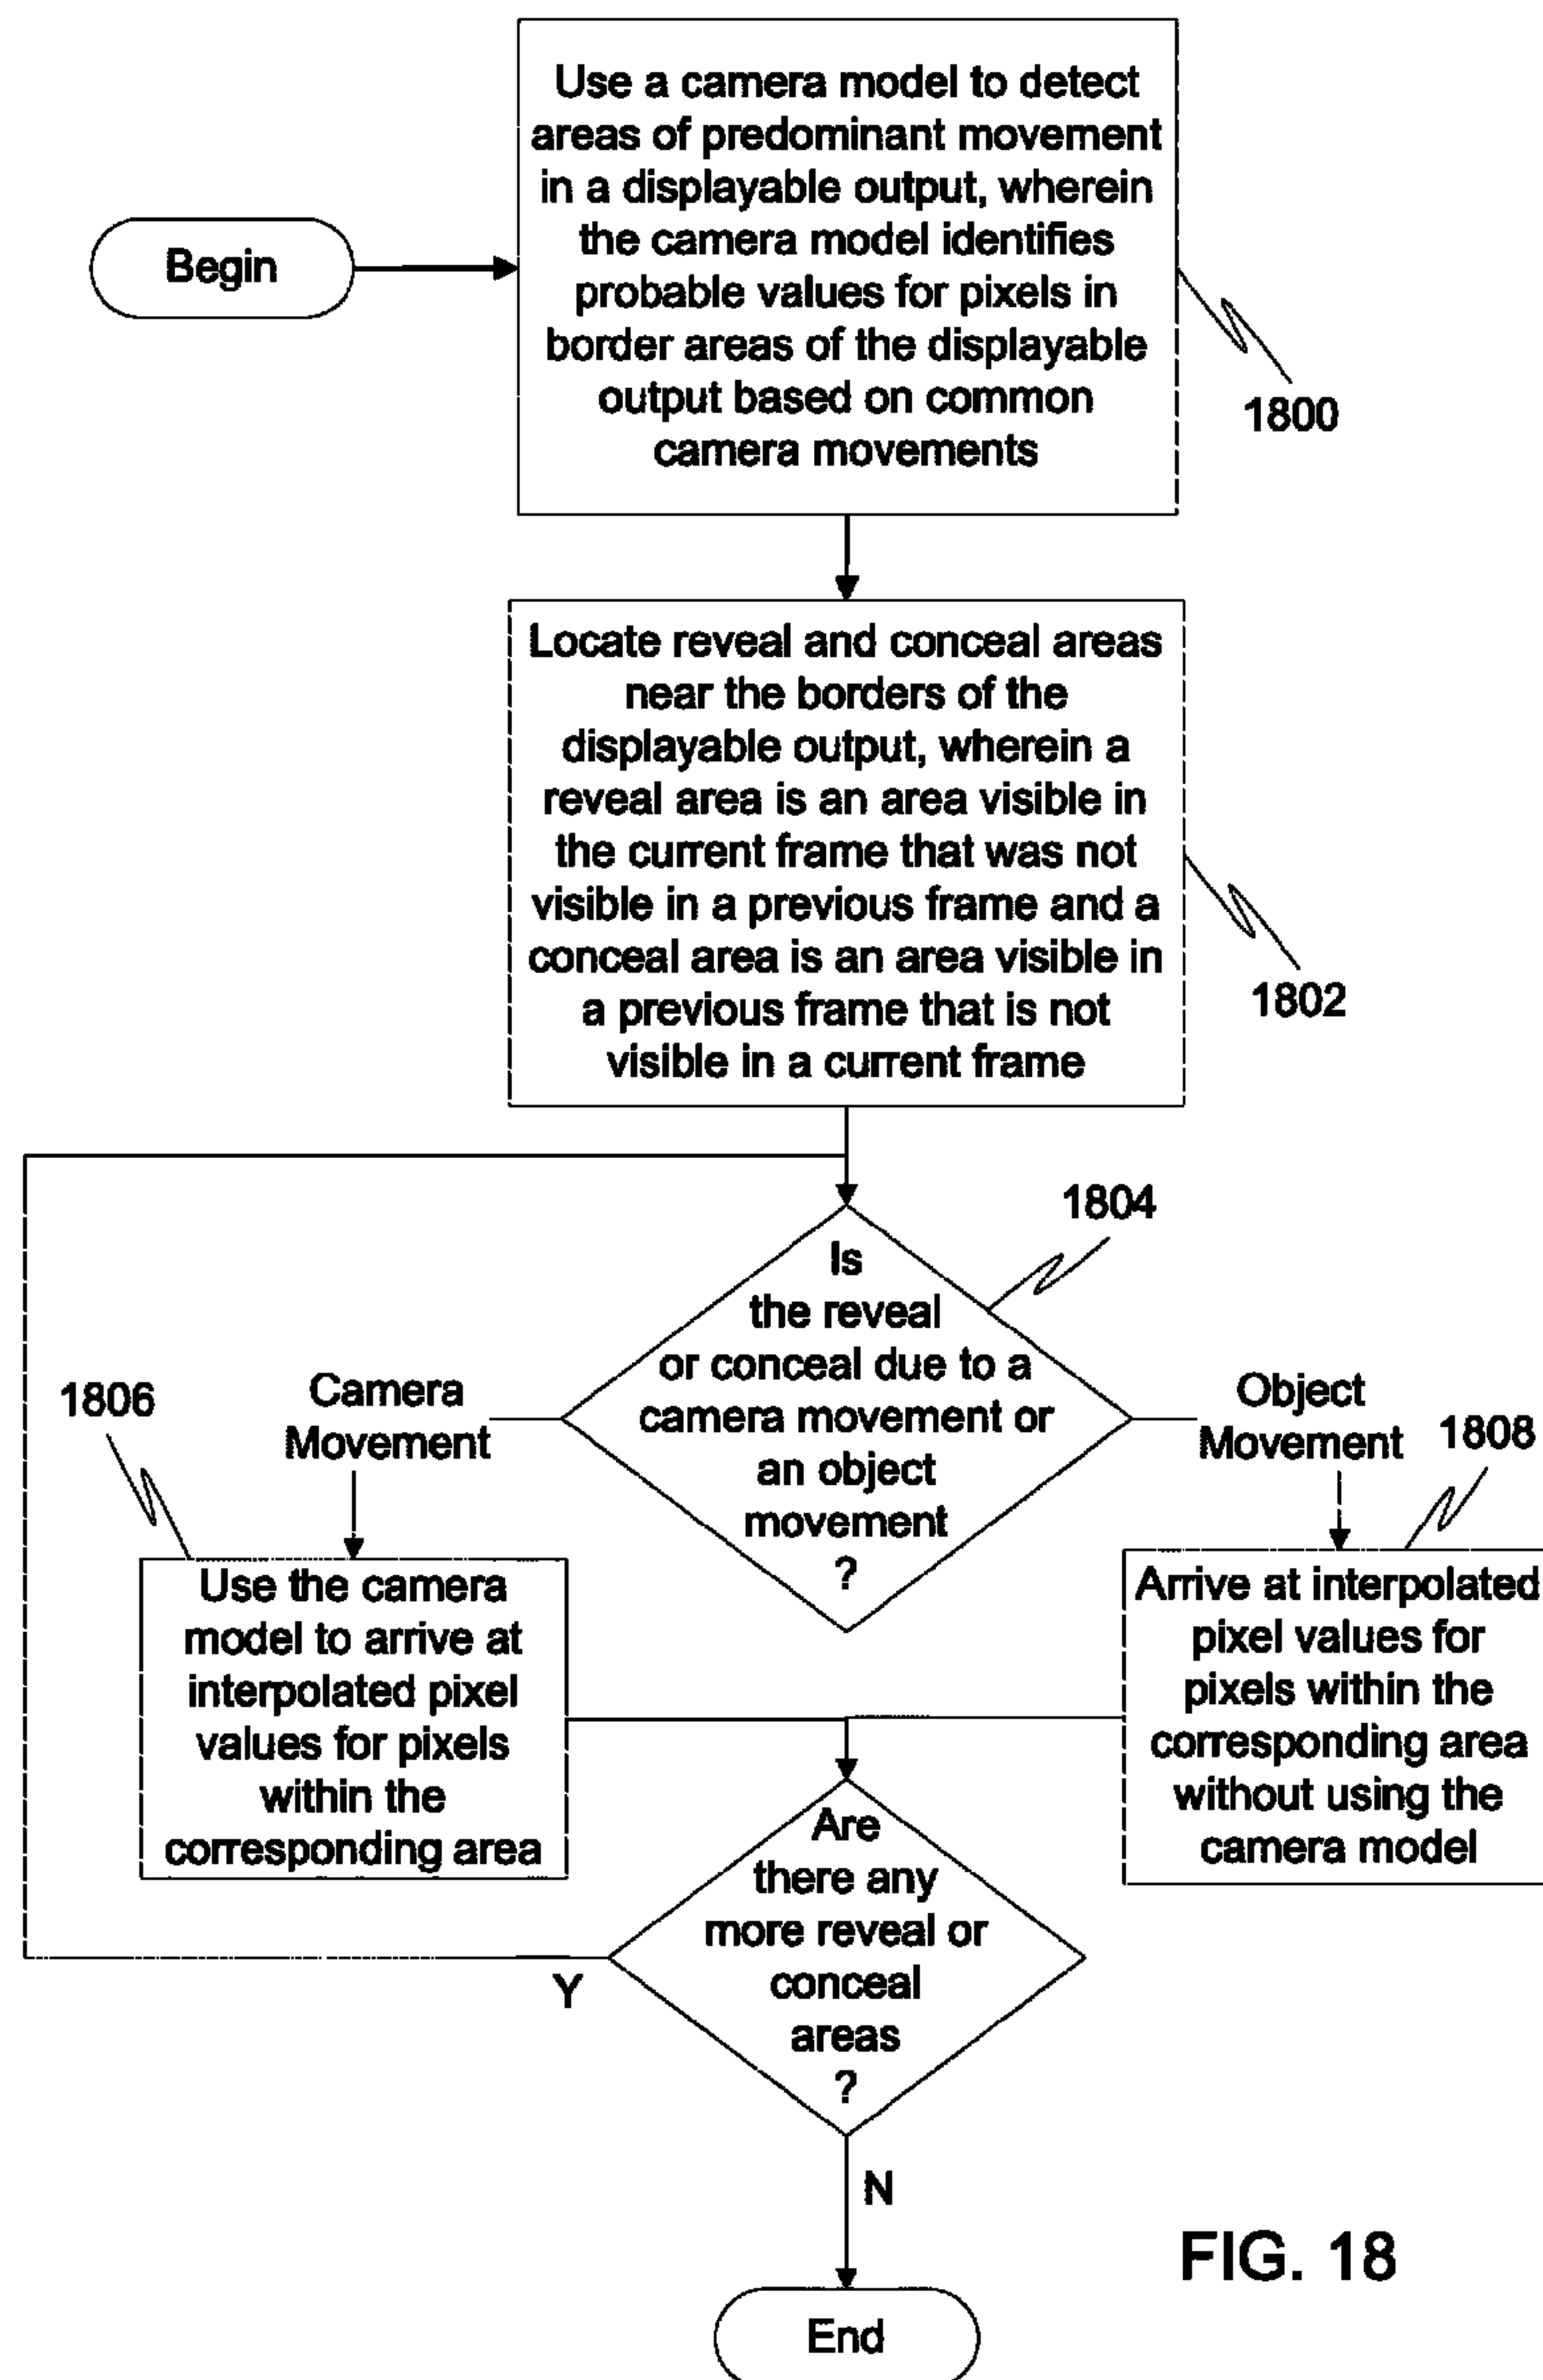 Use a camera model to detect
areas of predominant movement
in a displayable output, wherein
the camera model identifies
probable values for pixels in
border areas of the displayable
output based on common
camera movements
Begin
1800
Locate reveal and conceal areas
near the borders of the
displayable output, wherein a
reveal area is an area visible in
the current frame that was not
visible in a previous frame and a
conceal area is an area visible in
a previous frame that is not
visible in a current frame
1802
1804
Is
the reveal
or conceal due to a
camera movement or
an object
movement
?
1806
Camera
Movement
Object
Movement
1808
Use the camera
model to arrive at
interpolated pixel
values for pixels
within the
corresponding area
Arrive at interpolated
pixel values for
pixels within the
corresponding area
without using the
camera model
Are
there any
more reveal or
conceal
areas
?
Y
N
FIG. 18
End